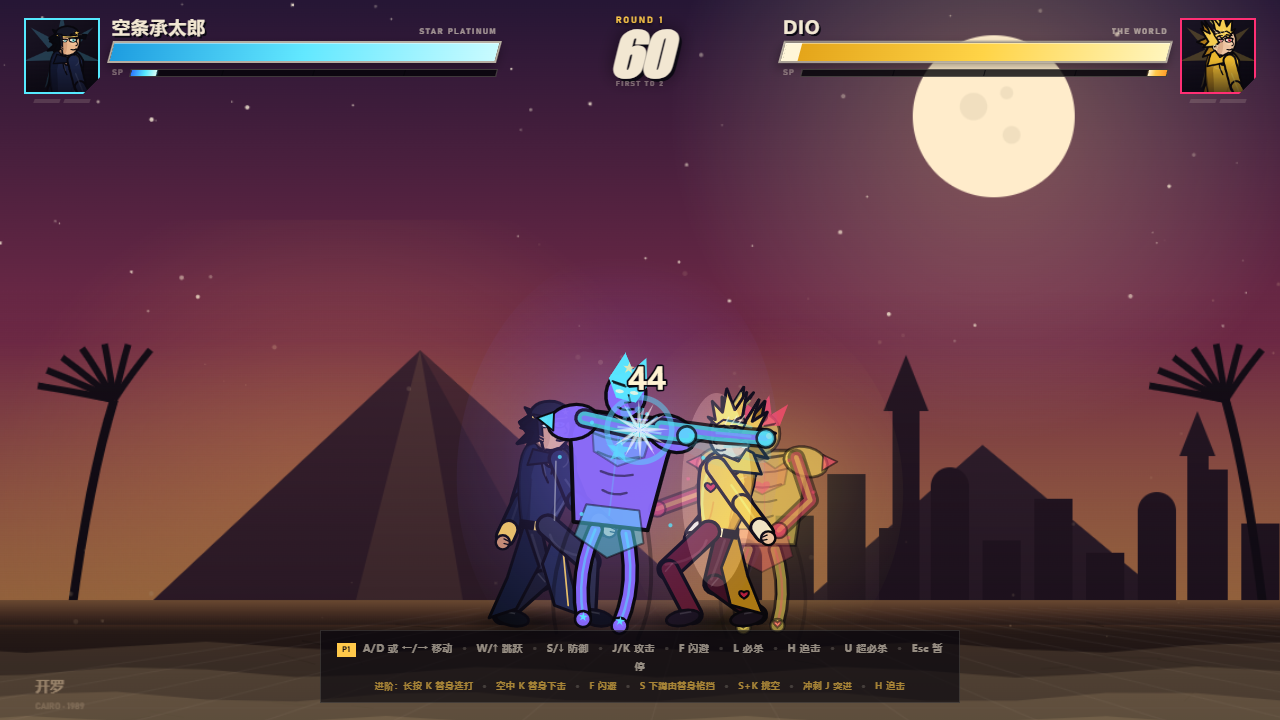 空条承太郎
STAR PLATINUM
SP
ROUND 1
60
FIRST TO 2
DIO
THE WORLD
SP
44
P1 A/D 或 ←/→ 移动 • W/↑ 跳跃 • S/↓ 防御 • J/K 攻击 • F 闪避 • L 必杀 • H 追击 • U 超必杀 • Esc 暂
停
进阶：长按 K 替身连打 • 空中 K 替身下击 • F 闪避 • S 下蹲由替身格挡 • S+K 挑空 • 冲刺 J 突进 • H 追击
开罗
CAIRO · 1989